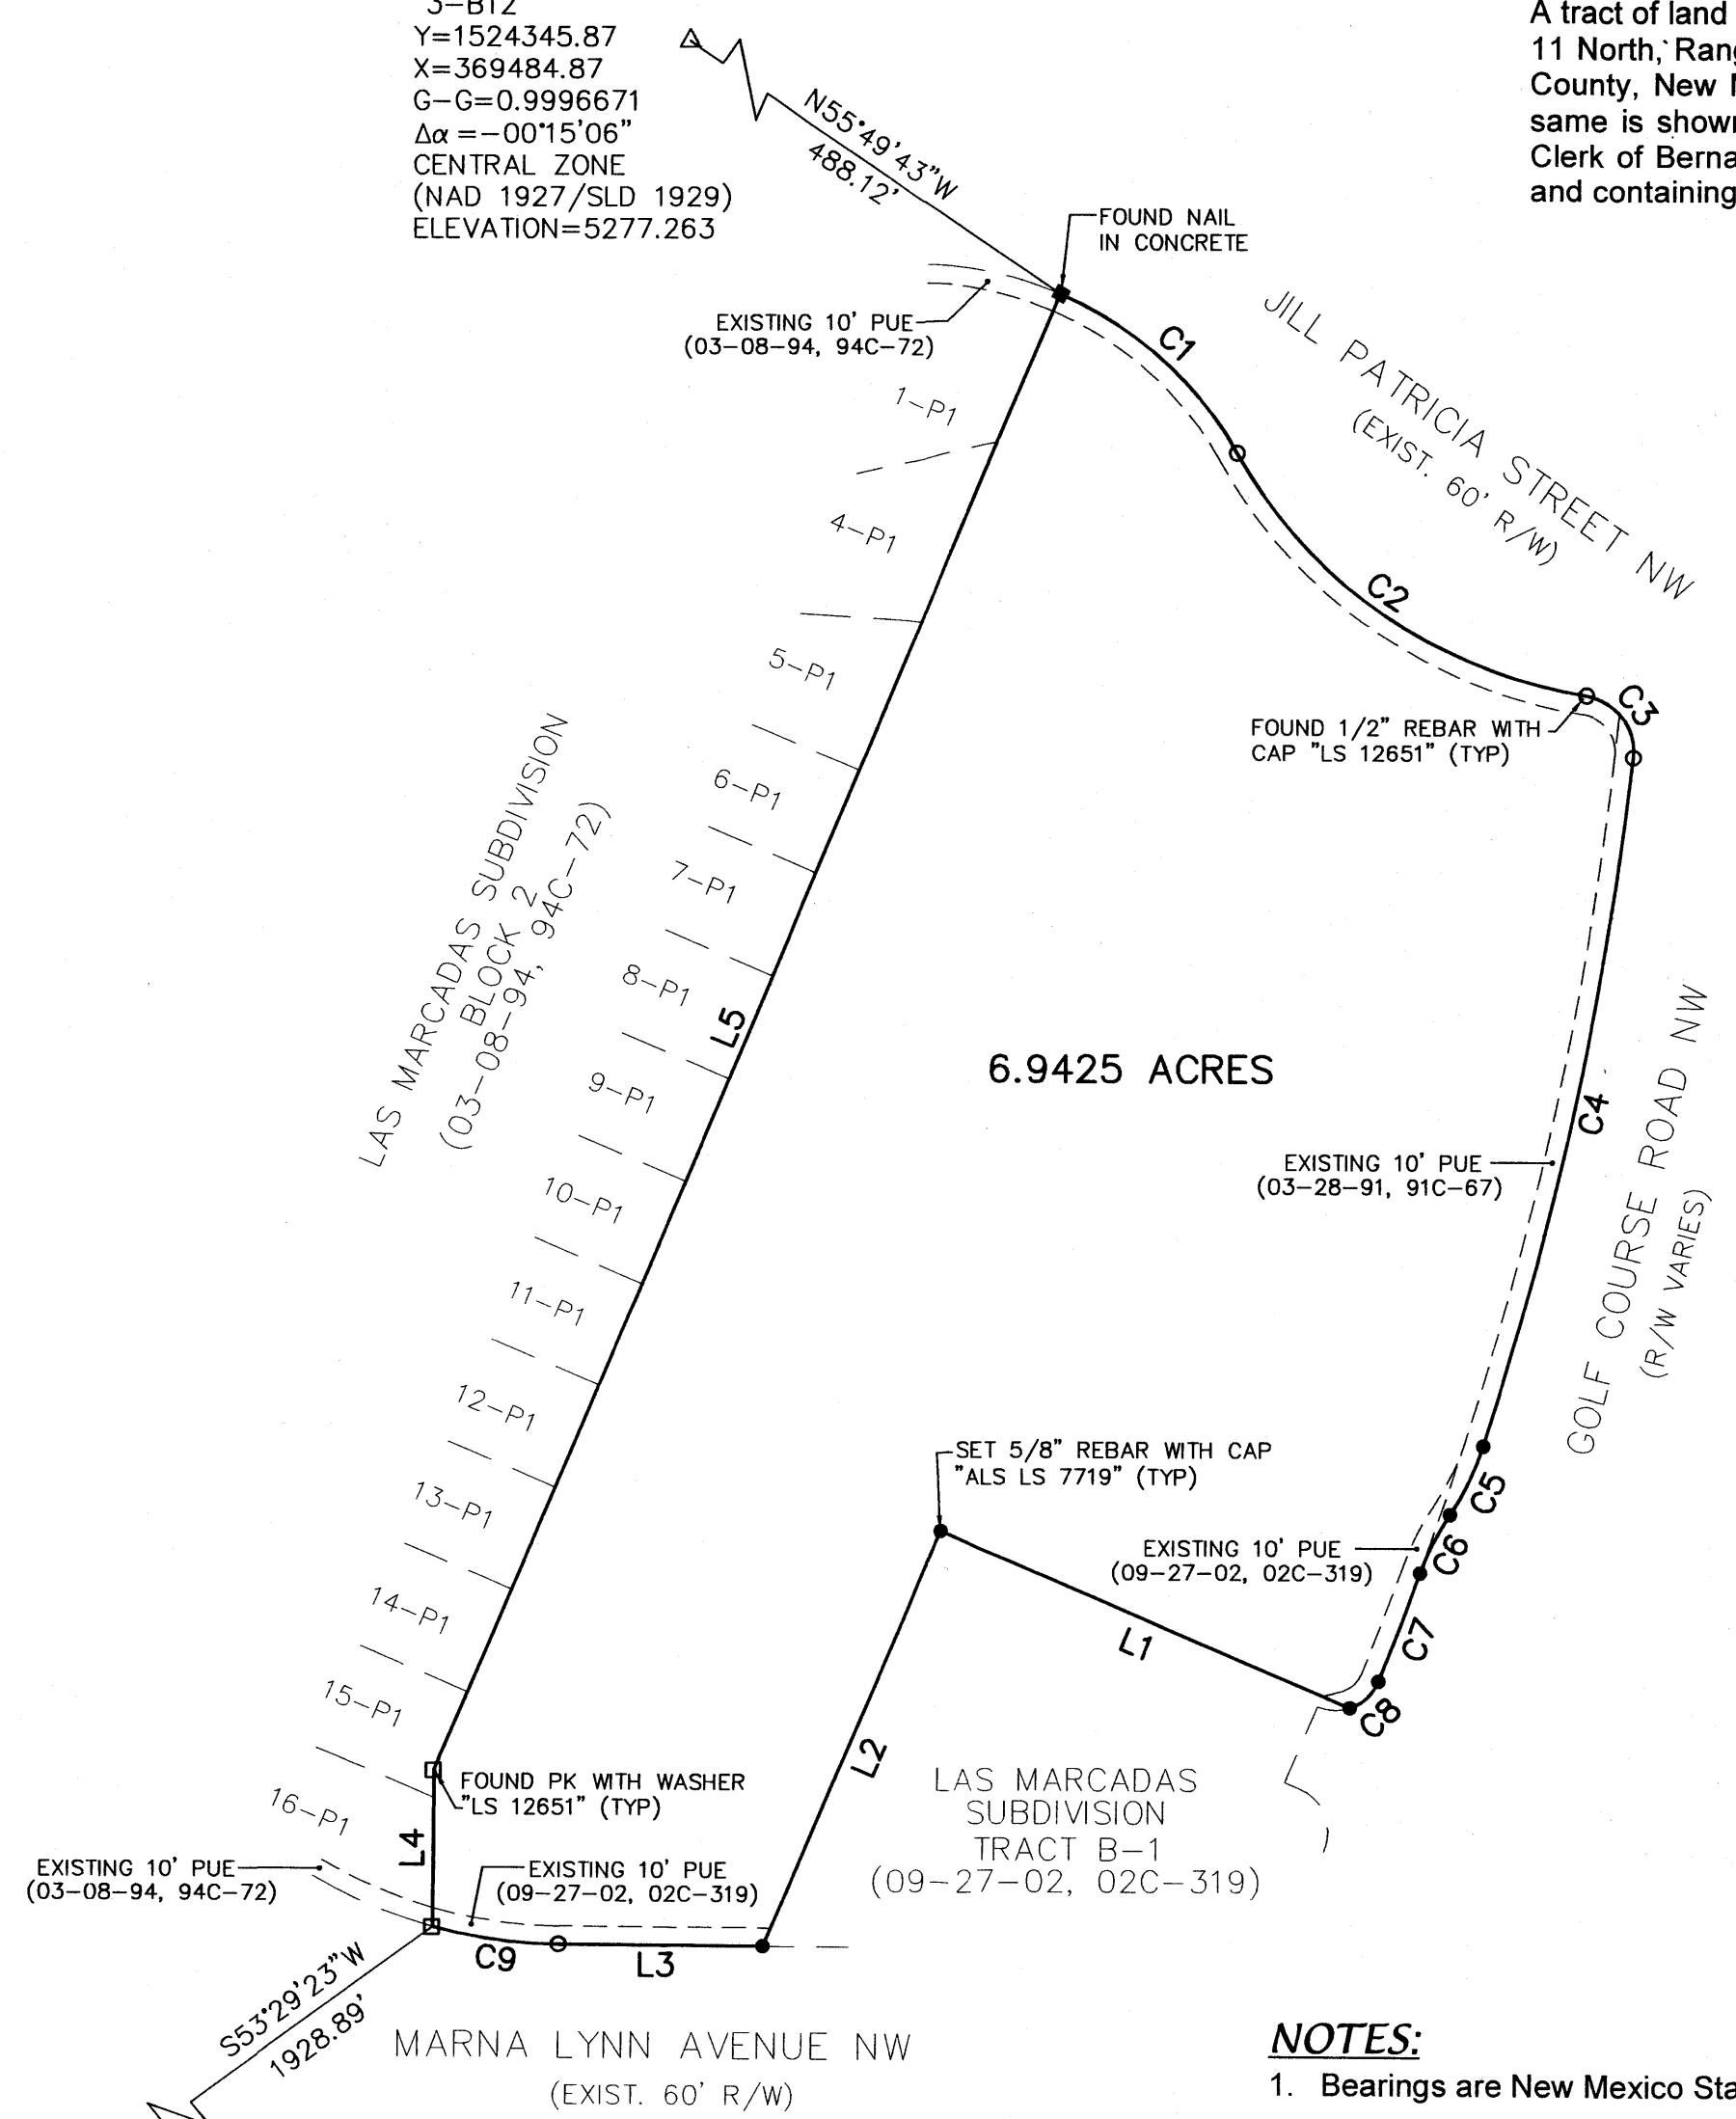 3-B12
Y=1524345.87
X=369484.87
G-G=0.9996671
Δα =-00°15'06"
CENTRAL ZONE
(NAD 1927/SLD 1929)
ELEVATION=5277.263
A tract of land
11 North, Rang
County, New
same is show
Clerk of Berna
and containing
N55°49'43"W
488.12'
FOUND NAIL
IN CONCRETE
EXISTING 10' PUE
(03-08-94, 94C-72)
C1
JILL PATRICIA STREET NW
(EXIST. 60' R/W)
1-P1
4-P1
C2
5-P1
C3
FOUND 1/2" REBAR WITH
CAP "LS 12651" (TYP)
6-P1
7-P1
LAS MARCADAS SUBDIVISION
BLOCK 2
(03-08-94, 94C-72)
8-P1
L5
9-P1
6.9425 ACRES
C4
GOLF COURSE ROAD NW
(R/W VARIES)
EXISTING 10' PUE
(03-28-91, 91C-67)
10-P1
11-P1
12-P1
SET 5/8" REBAR WITH CAP
"ALS LS 7719" (TYP)
13-P1
C5
EXISTING 10' PUE
(09-27-02, 02C-319)
C6
14-P1
L1
C7
15-P1
C8
L2
FOUND PK WITH WASHER
"LS 12651" (TYP)
LAS MARCADAS
SUBDIVISION
TRACT B-1
(09-27-02, 02C-319)
16-P1
L4
EXISTING 10' PUE
(03-08-94, 94C-72)
EXISTING 10' PUE
(09-27-02, 02C-319)
C9
L3
S53°29'23"W
1928.89'
MARNA LYNN AVENUE NW
(EXIST. 60' R/W)
NOTES:
1. Bearings are New Mexico Sta